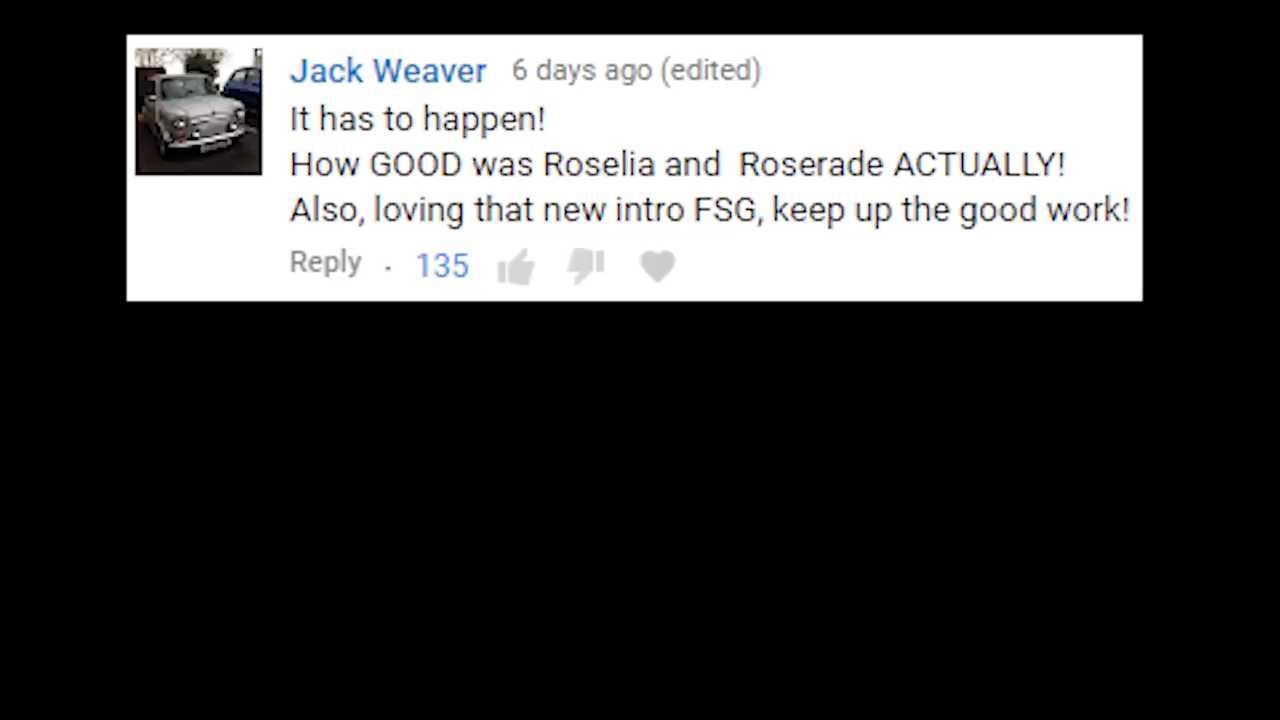 Jack Weaver 6 days ago (edited)
It has to happen!
How GOOD was Roselia and  Roserade ACTUALLY!
Also, loving that new intro FSG, keep up the good work!
Reply . 135